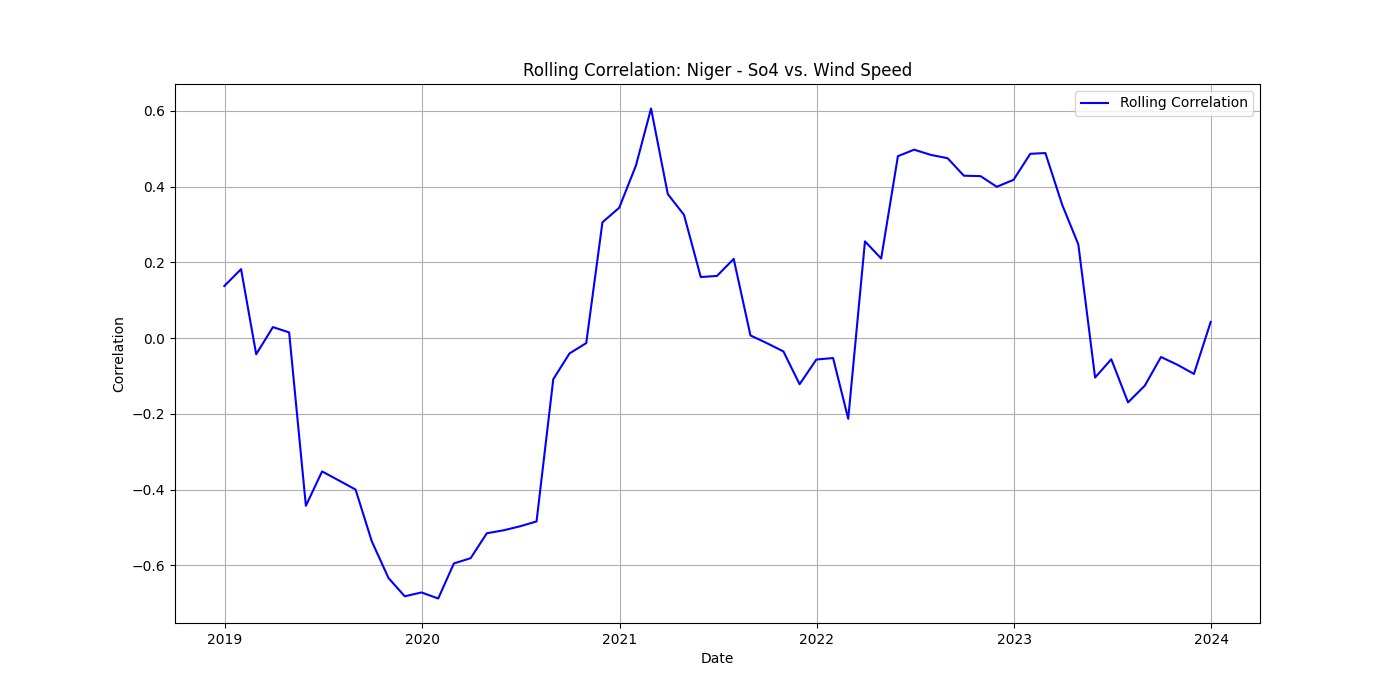 Rolling Correlation: Niger - So4 vs. Wind Speed
Rolling Correlation
0.6
0.4
0.2
0.0
−0.2
−0.4
−0.6
Correlation
2019 2020 2021 2022 2023 2024
Date